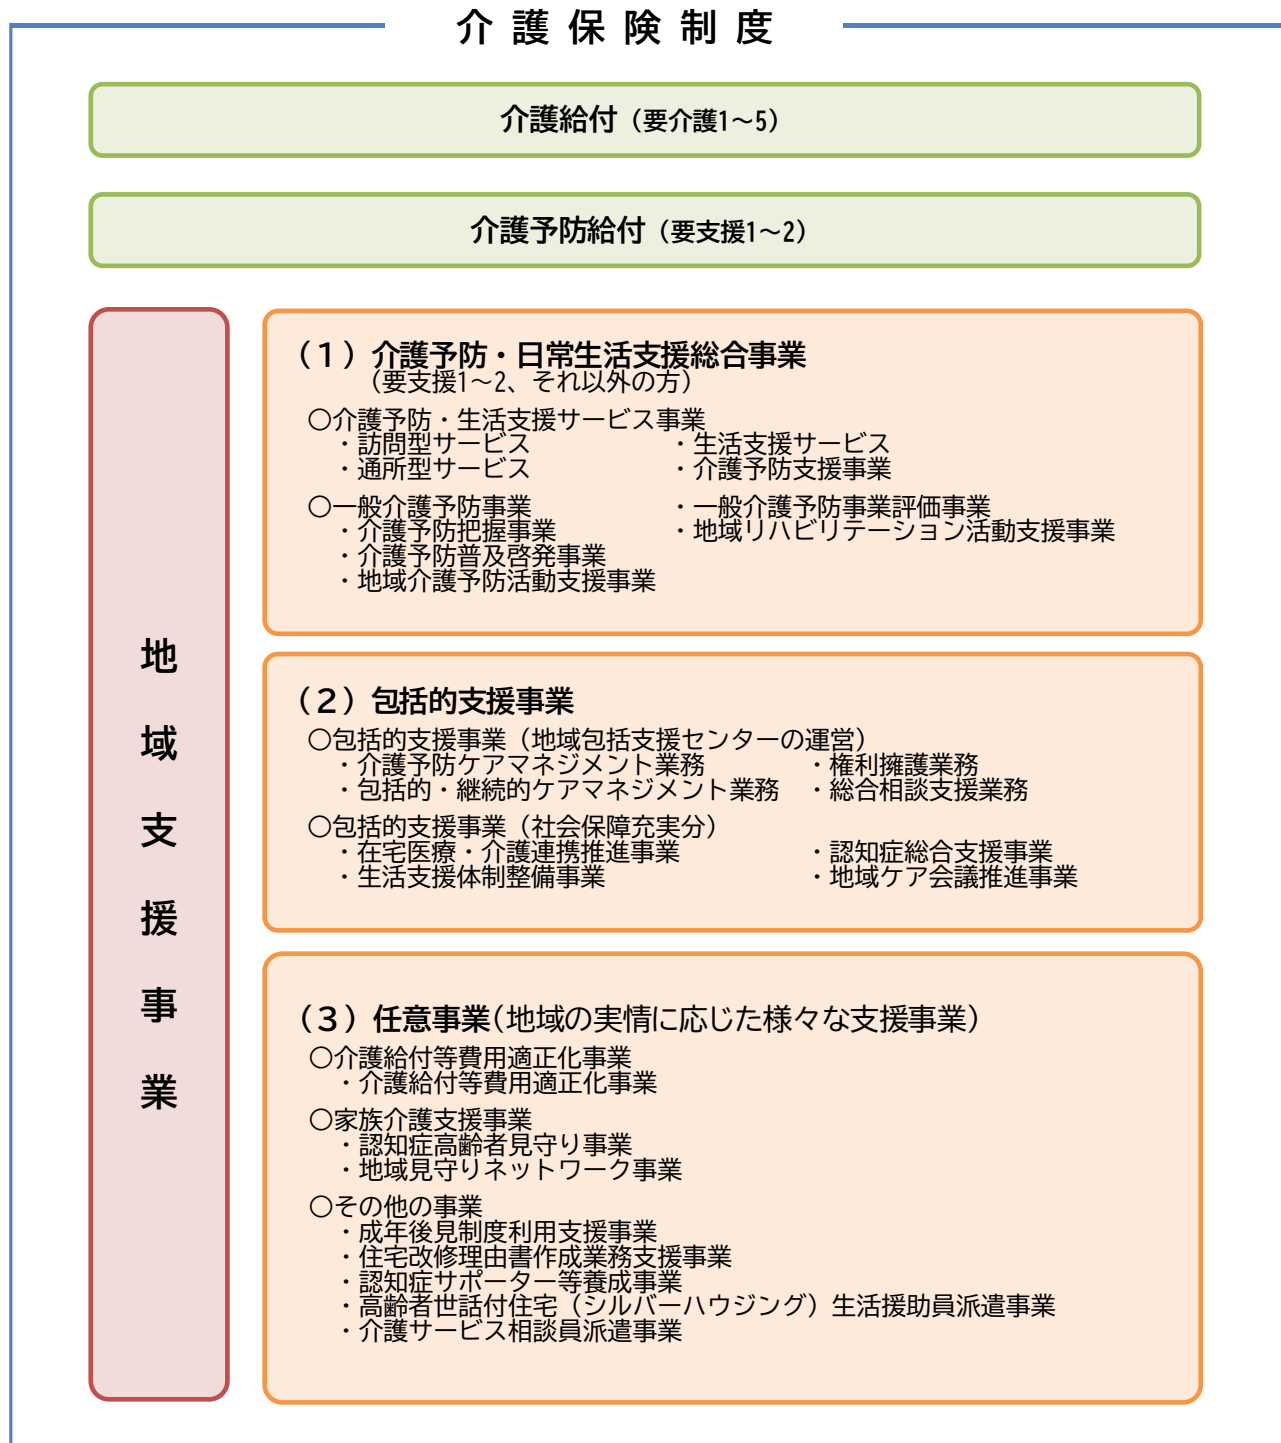 介護保険制度
介護給付（要介護1～5）
介護予防給付（要支援1～2）
地域支援事業
（１）介護予防・日常生活支援総合事業
（要支援1～2、それ以外の方）
〇介護予防・生活支援サービス事業
・訪問型サービス ・生活支援サービス
・通所型サービス ・介護予防支援事業
〇一般介護予防事業 ・一般介護予防事業評価事業
・介護予防把握事業 ・地域リハビリテーション活動支援事業
・介護予防普及啓発事業
・地域介護予防活動支援事業
（２）包括的支援事業
〇包括的支援事業（地域包括支援センターの運営）
・介護予防ケアマネジメント業務 ・権利擁護業務
・包括的・継続的ケアマネジメント業務 ・総合相談支援業務
〇包括的支援事業（社会保障充実分）
・在宅医療・介護連携推進事業 ・認知症総合支援事業
・生活支援体制整備事業 ・地域ケア会議推進事業
（３）任意事業（地域の実情に応じた様々な支援事業）
〇介護給付等費用適正化事業
・介護給付等費用適正化事業
〇家族介護支援事業
・認知症高齢者見守り事業
・地域見守りネットワーク事業
〇その他の事業
・成年後見制度利用支援事業
・住宅改修理由書作成業務支援事業
・認知症サポーター等養成事業
・高齢者世話付住宅（シルバーハウジング）生活援助員派遣事業
・介護サービス相談員派遣事業